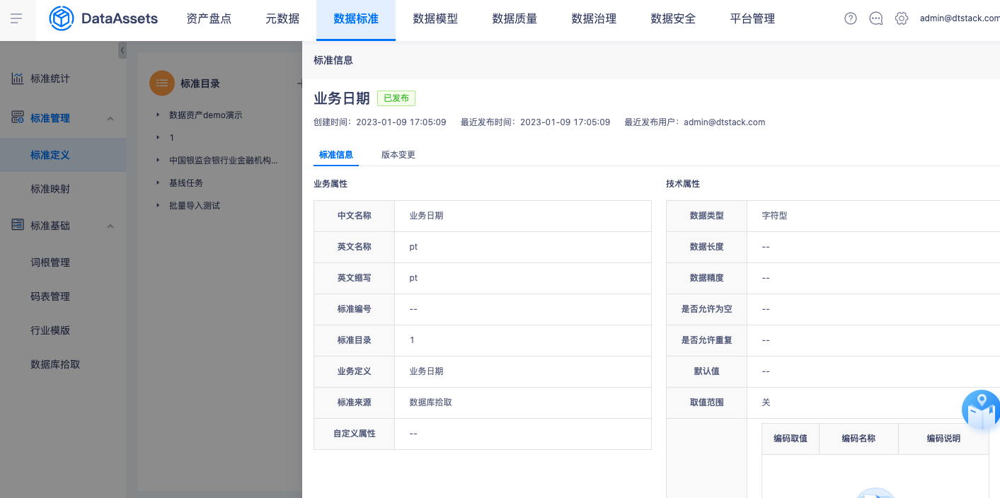 DataAssets
资产盘点
元数据
数据标准
数据模型
数据质量
数据治理
数据安全
平台管理
admin@dtstack.com
标准统计
标准管理
标准定义
标准映射
标准基础
词根管理
码表管理
行业模版
数据库拾取
标准目录
数据资产demo演示
1
中国银监会银行业金融机构...
基线任务
批量导入测试
标准信息
业务日期 已发布
创建时间：2023-01-09 17:05:09 最近发布时间：2023-01-09 17:05:09 最近发布用户：admin@dtstack.com
标准信息 版本变更
业务属性
中文名称 业务日期
英文名称 pt
英文缩写 pt
标准编号 --
标准目录 1
业务定义 业务日期
标准来源 数据库拾取
自定义属性 --
技术属性
数据类型 字符型
数据长度 --
数据精度 --
是否允许为空 --
是否允许重复 --
默认值 --
取值范围 关
编码取值 编码名称 编码说明